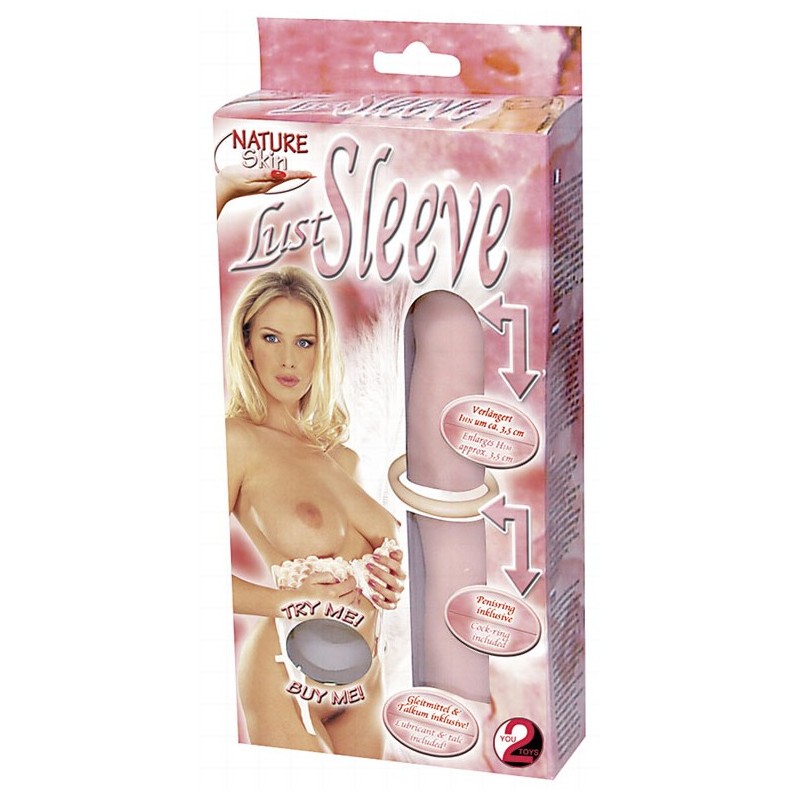 Lust Sleeve
NATURE
Skin
Lust Sleeve
Verlängert
IHN um ca. 3,5 cm
Enlarges HIM
approx. 3,5 cm
Penisring
inklusive
Cock-ring
included
TRY ME!
BUY ME!
Gleitmittel &
Talkum inklusive!
Lubricant & talc
included!
YOU
2
TOYS